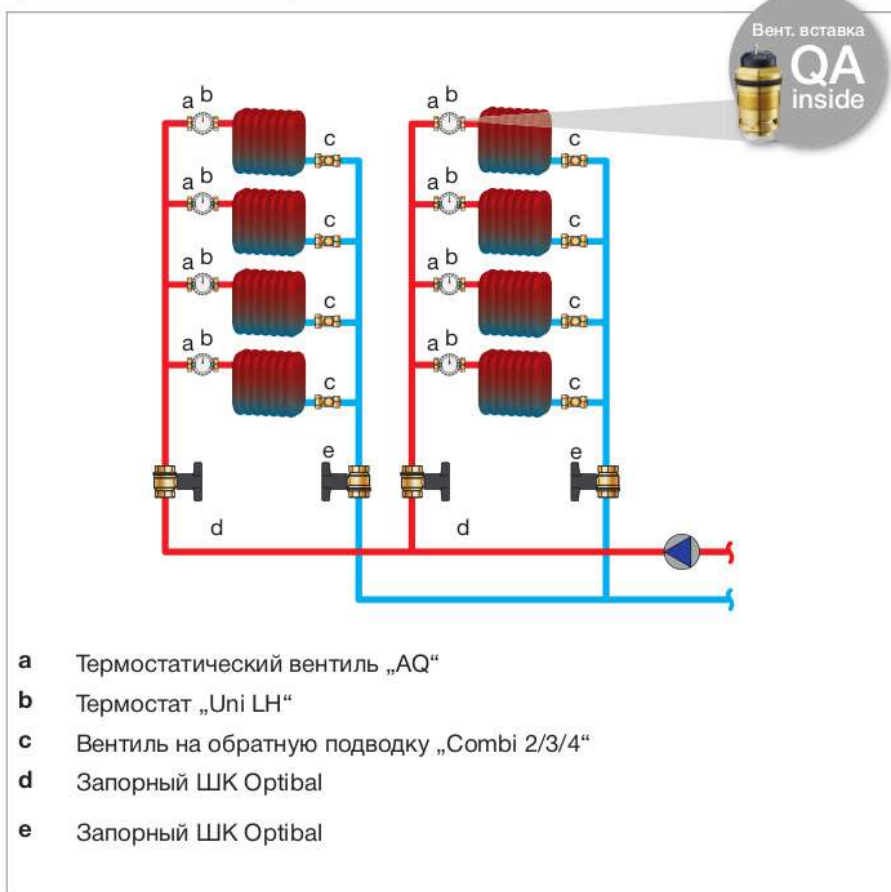 Вент. вставка
QA
inside
a b
c
a b
c
a b
c
a b
c
a b
c
a b
c
a b
c
a b
c
e
e
d
d
a Термостатический вентиль „AQ“
b Термостат „Uni LH“
c Вентиль на обратную подводку „Combi 2/3/4“
d Запорный ШК Optibal
e Запорный ШК Optibal